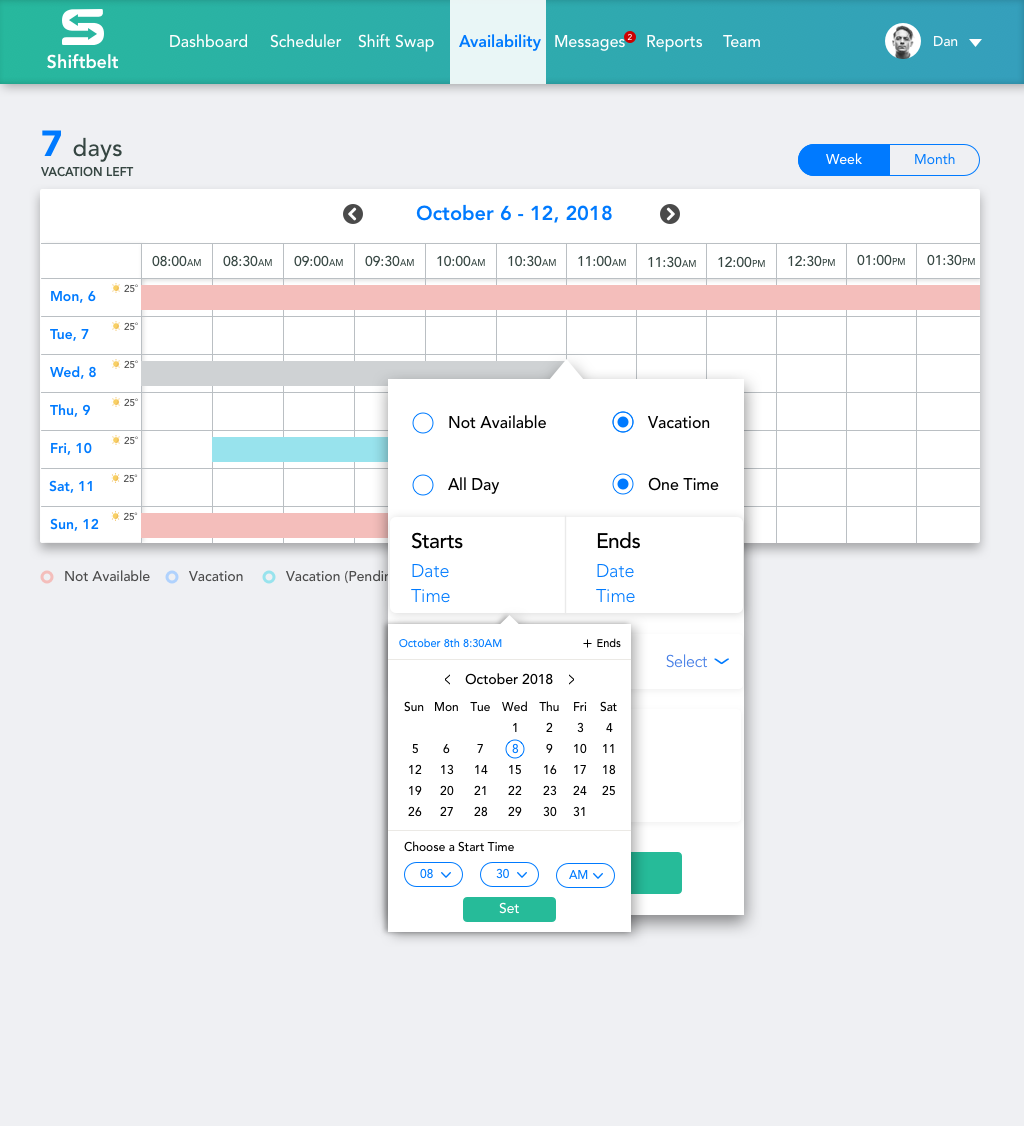 Shiftbelt
Dashboard Scheduler Shift Swap Availability Messages 2 Reports Team Dan
7 days
VACATION LEFT
Week Month
October 6 - 12, 2018
08:00AM 08:30AM 09:00AM 09:30AM 10:00AM 10:30AM 11:00AM 11:30AM 12:00PM 12:30PM 01:00PM 01:30PM
Mon, 6 25°
Tue, 7 25°
Wed, 8 25°
Thu, 9 25°
Fri, 10 25°
Sat, 11 25°
Sun, 12 25°
Not Available Vacation Vacation (Pendin
Not Available Vacation
All Day One Time
Starts Ends
Date Date
Time Time
Select
October 8th 8:30AM + Ends
October 2018
Sun Mon Tue Wed Thu Fri Sat
1 2 3 4
5 6 7 8 9 10 11
12 13 14 15 16 17 18
19 20 21 22 23 24 25
26 27 28 29 30 31
Choose a Start Time
08 30 AM
Set